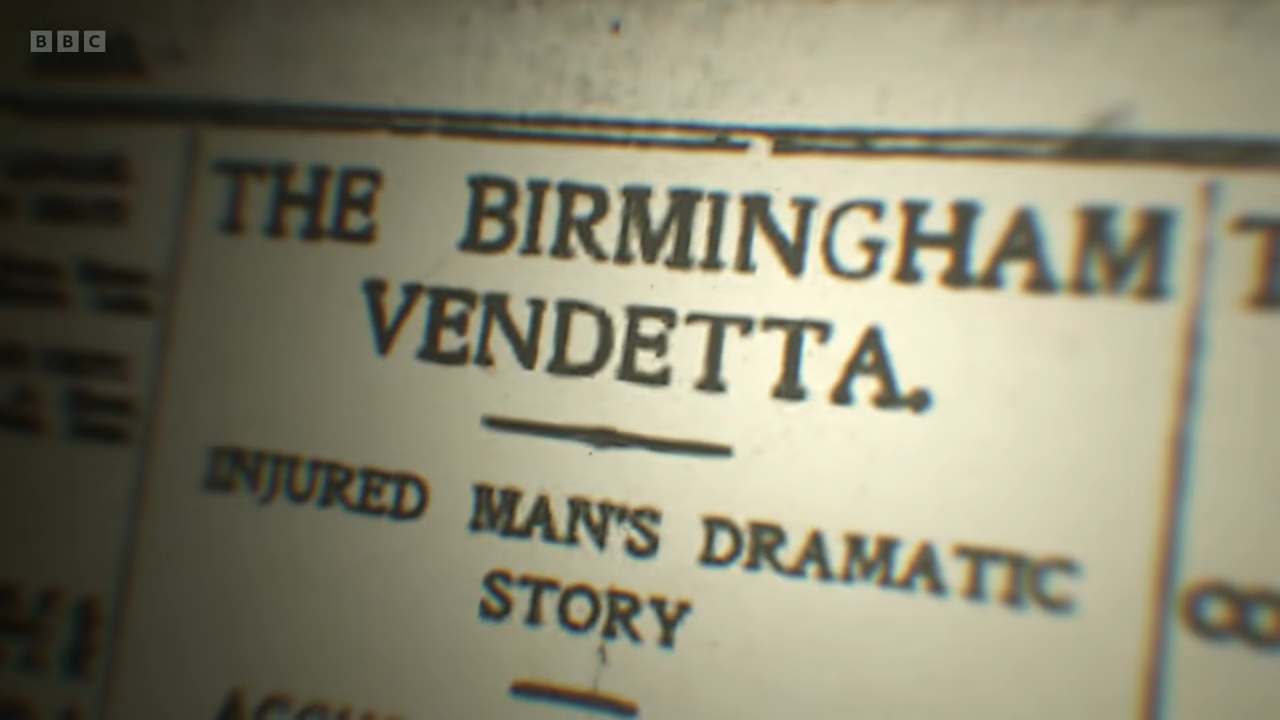 BBC
THE BIRMINGHAM
VENDETTA.
INJURED MAN'S DRAMATIC
STORY